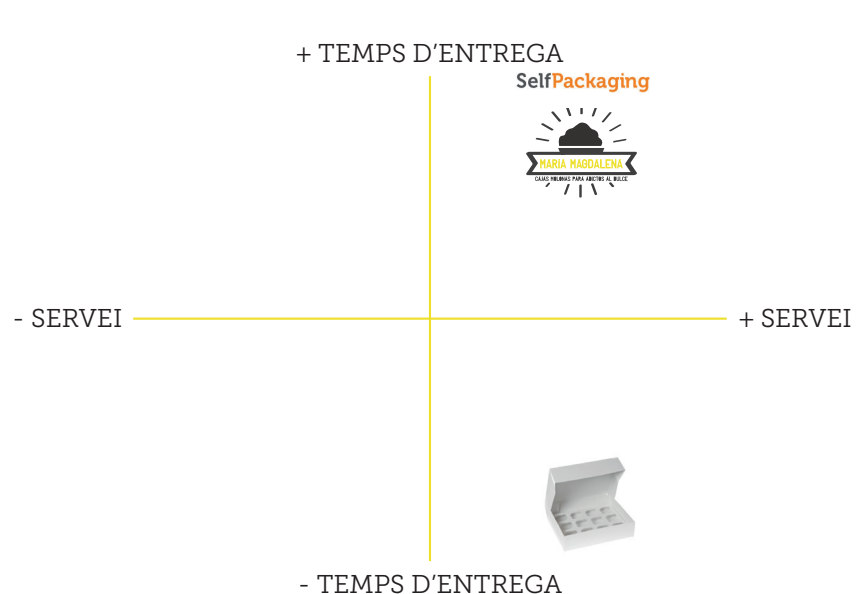 + TEMPS D’ENTREGA
SelfPackaging
MARIA MAGDALENA
CAJAS MOLONAS PARA ADICTOS AL DULCE
- SERVEI
+ SERVEI
- TEMPS D’ENTREGA